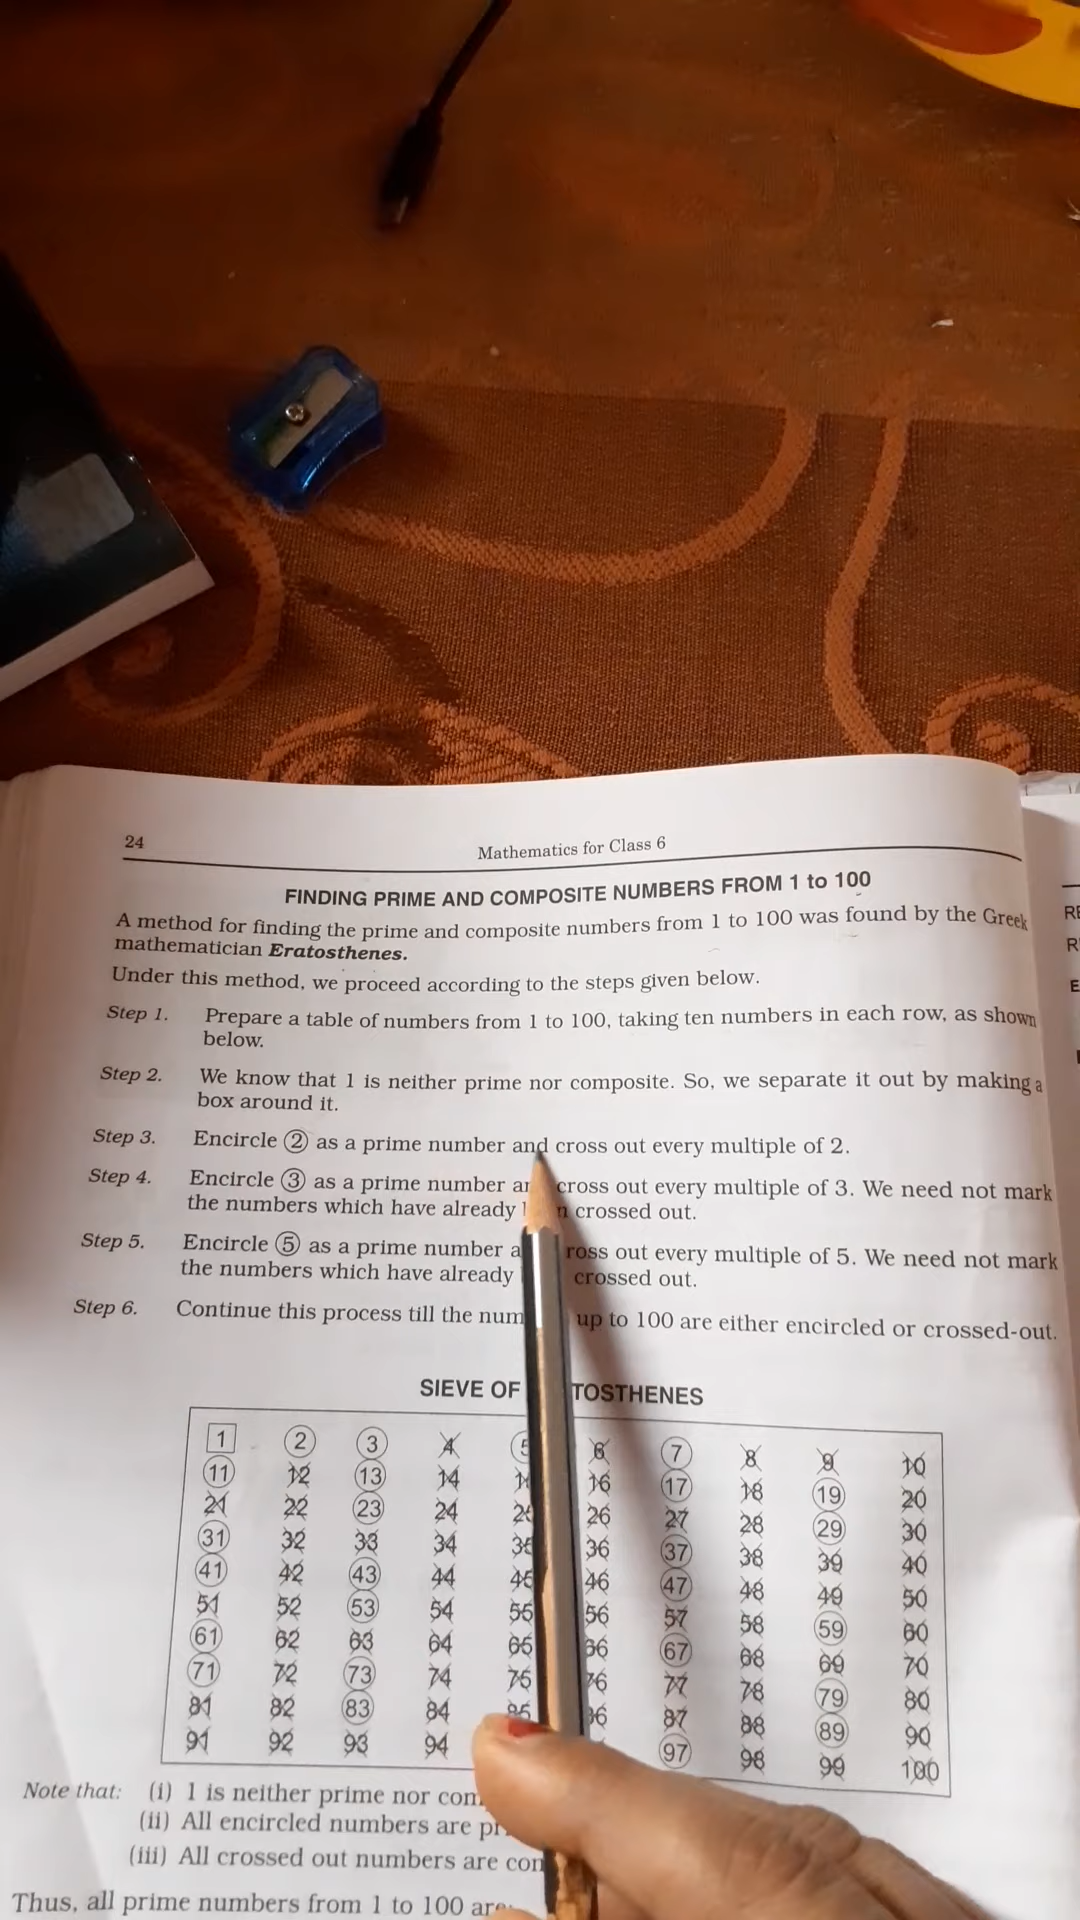 24
Mathematics for Class 6
FINDING PRIME AND COMPOSITE NUMBERS FROM 1 to 100
A method for finding the prime and composite numbers from 1 to 100 was found by the Greek
mathematician Eratosthenes.
Under this method, we proceed according to the steps given below.
Step 1. Prepare a table of numbers from 1 to 100, taking ten numbers in each row, as shown
below.
Step 2. We know that 1 is neither prime nor composite. So, we separate it out by making a
box around it.
Step 3. Encircle 2 as a prime number and cross out every multiple of 2.
Step 4. Encircle 3 as a prime number cross out every multiple of 3. We need not mark
the numbers which have already crossed out.
Step 5. Encircle 5 as a prime number out every multiple of 5. We need not mark
the numbers which have already crossed out.
Step 6. Continue this process till the up to 100 are either encircled or crossed-out.
SIEVE OF
1 2 3 4 5 6 7 8 9 10
11 12 13 14 16 17 18 19 20
21 22 23 24 26 27 28 29 30
31 32 33 34 36 37 38 39 40
41 42 43 44 45 46 47 48 49 50
51 52 53 54 55 56 57 58 59 60
61 62 63 64 65 66 67 68 69 70
71 72 73 74 75 76 77 78 79 80
81 82 83 84 87 88 89 90
91 92 93 94 97 98 99 100
Note that: (i) 1 is neither prime nor
(ii) All encircled numbers are
(iii) All crossed out numbers are
Thus, all prime numbers from 1 to 100 are